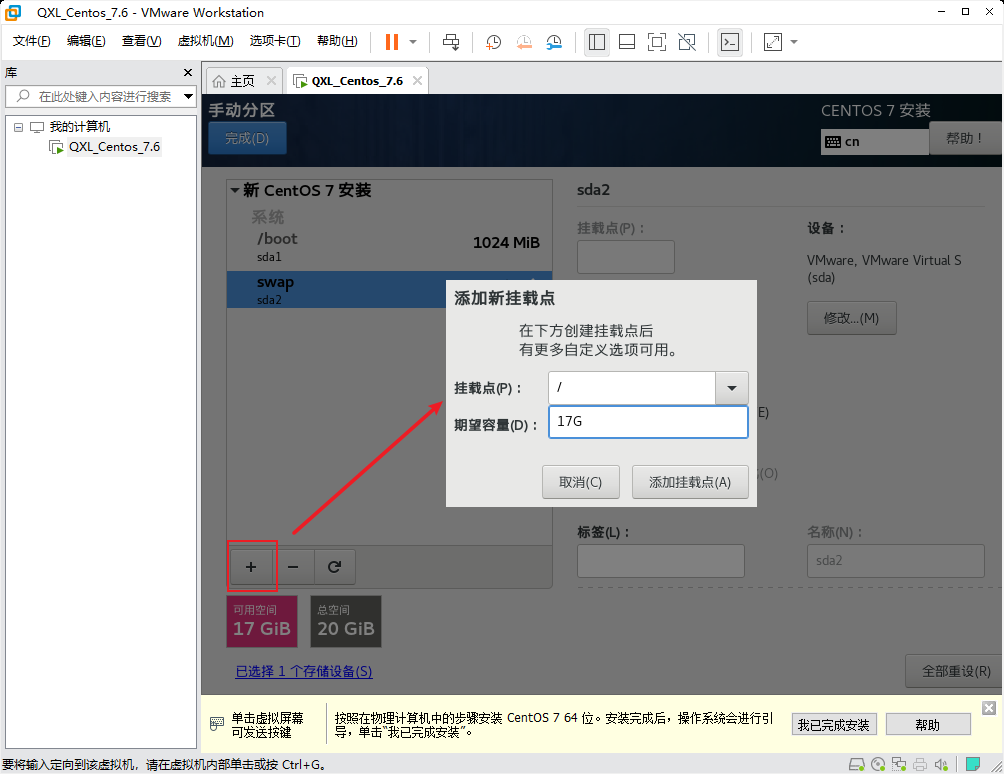 QXL_Centos_7.6 - VMware Workstation
文件(F) 编辑(E) 查看(V) 虚拟机(M) 选项卡(T) 帮助(H)
库
在此处键入内容进行搜索
我的计算机
QXL_Centos_7.6
主页 QXL_Centos_7.6
手动分区
完成(D)
CENTOS 7 安装
cn
帮助！
新 CentOS 7 安装
系统
/boot
1024 MiB
sda1
swap
sda2
sda2
挂载点(P)：
设备：
VMware, VMware Virtual S
(sda)
修改...(M)
添加新挂载点
在下方创建挂载点后
有更多自定义选项可用。
挂载点(P)： /
期望容量(D)： 17G
取消(C) 添加挂载点(A)
(E)
(O)
标签(L)：
名称(N)：
sda2
+ −
可用空间
17 GiB
总空间
20 GiB
已选择 1 个存储设备(S)
全部重设(R)
单击虚拟屏幕
可发送按键
按照在物理计算机中的步骤安装 CentOS 7 64 位。安装完成后，操作系统会进行引
导，单击“我已完成安装”。
我已完成安装 帮助
要将输入定向到该虚拟机，请在虚拟机内部单击或按 Ctrl+G。